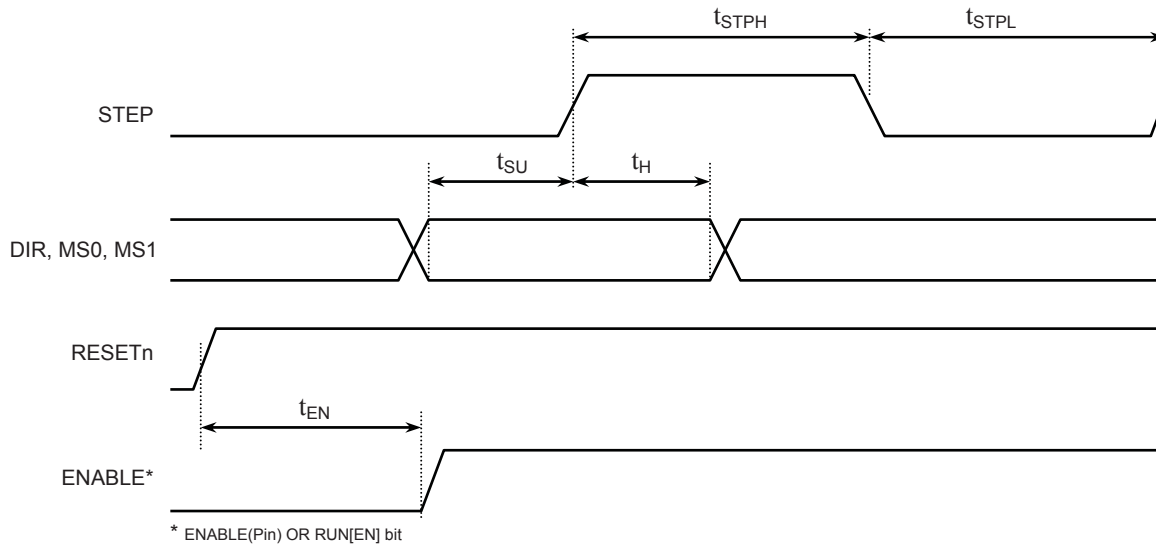 tSTPH
tSTPL
STEP
tSU
tH
DIR, MS0, MS1
RESETn
tEN
ENABLE*
* ENABLE(Pin) OR RUN[EN] bit